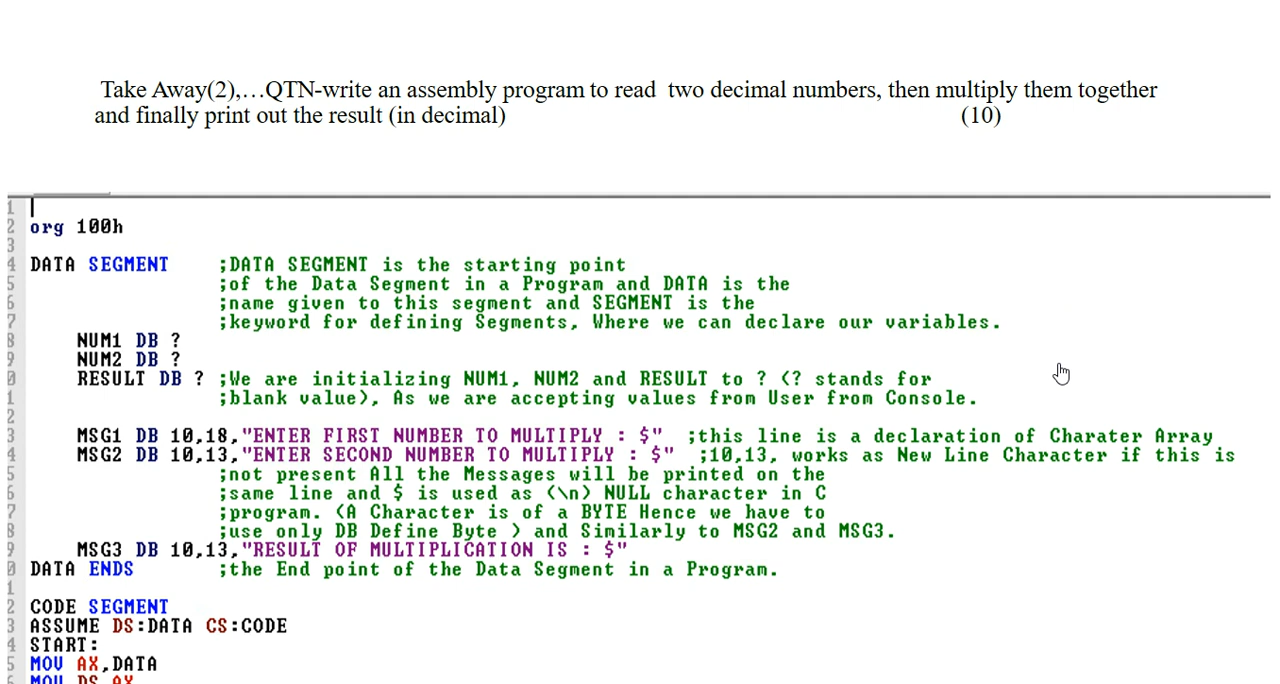 Take Away(2),…QTN-write an assembly program to read two decimal numbers, then multiply them together
and finally print out the result (in decimal) (10)
1
2 org 100h
3
4 DATA SEGMENT ;DATA SEGMENT is the starting point
5 ;of the Data Segment in a Program and DATA is the
6 ;name given to this segment and SEGMENT is the
7 ;keyword for defining Segments, Where we can declare our variables.
8 NUM1 DB ?
9 NUM2 DB ?
0 RESULT DB ? ;We are initializing NUM1, NUM2 and RESULT to ? (? stands for
1 ;blank value), As we are accepting values from User from Console.
2
3 MSG1 DB 10,18,"ENTER FIRST NUMBER TO MULTIPLY : $" ;this line is a declaration of Charater Array
4 MSG2 DB 10,13,"ENTER SECOND NUMBER TO MULTIPLY : $" ;10,13, works as New Line Character if this is
5 ;not present All the Messages will be printed on the
6 ;same line and $ is used as (\n) NULL character in C
7 ;program. (A Character is of a BYTE Hence we have to
8 ;use only DB Define Byte ) and Similarly to MSG2 and MSG3.
9 MSG3 DB 10,13,"RESULT OF MULTIPLICATION IS : $"
0 DATA ENDS ;the End point of the Data Segment in a Program.
1
2 CODE SEGMENT
3 ASSUME DS:DATA CS:CODE
4 START:
5 MOV AX,DATA
MOV DS,AX